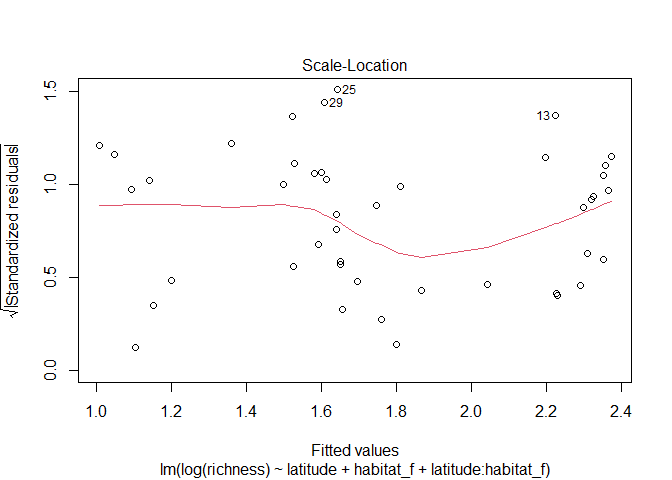 Scale-Location
√|Standardized residuals|
1.5
1.0
0.5
0.0
25
29
13
1.0 1.2 1.4 1.6 1.8 2.0 2.2 2.4
Fitted values
lm(log(richness) ~ latitude + habitat_f + latitude:habitat_f)